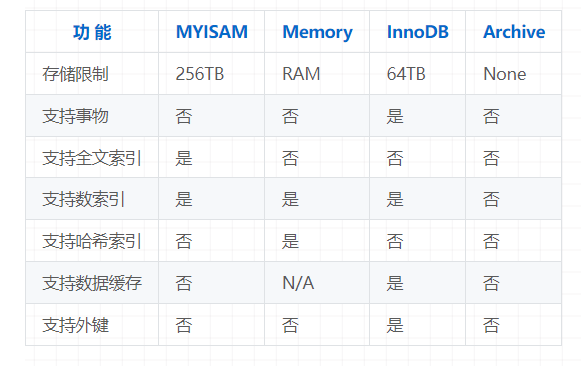 功 能 MYISAM Memory InnoDB Archive
存储限制 256TB RAM 64TB None
支持事物 否 否 是 否
支持全文索引 是 否 否 否
支持数索引 是 是 是 否
支持哈希索引 否 是 否 否
支持数据缓存 否 N/A 是 否
支持外键 否 否 是 否